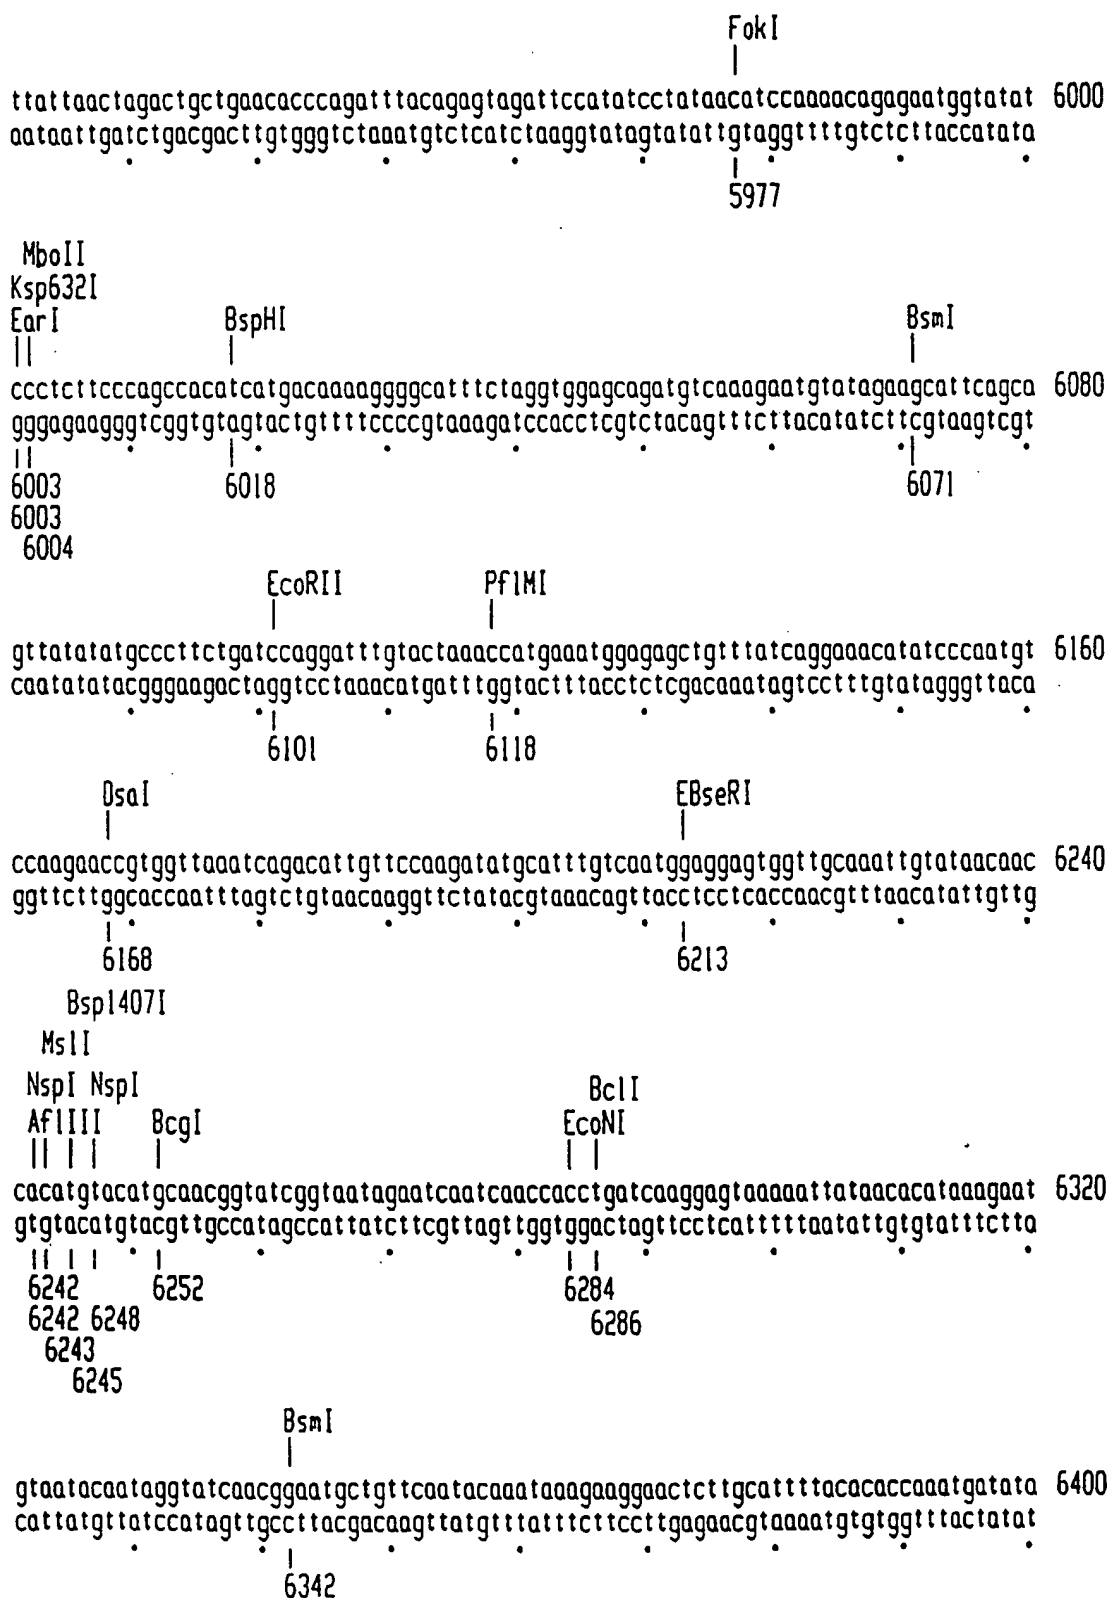 FokI
ttattaactagactgctgaacacccagatttacagagtagattccatatcctataacatccaaaacagagaatggtatat 6000
aataattgatctgacgacttgtgggtctaaatgtctcatctaaggtatagtatattgtaggttttgtctcttaccatata
5977
MboII
Ksp632I
EarI BspHI BsmI
ccctcttcccagccacatcatgacaaaaggggcatttctaggtggagcagatgtcaaagaatgtatagaagcattcagca 6080
gggagaagggtcggtgtagtactgttttccccgtaaagatccacctcgtctacagtttcttacatatcttcgtaagtcgt
6003 6018 6071
6003
6004
EcoRII PflMI
gttatatatgcccttctgatccaggatttgtactaaaccatgaaatggagagctgtttatcaggaaacatatcccaatgt 6160
caatatatacgggaagactaggtcctaaacatgatttggtactttacctctcgacaaatagtcctttgtatagggttaca
6101 6118
DsaI EBseRI
ccaagaaccgtggttaaatcagacattgttccaagatatgcatttgtcaatggaggagtggttgcaaattgtataacaac 6240
ggttcttggcaccaatttagtctgtaacaaggttctatacgtaaacagttacctcctcaccaacgtttaacatattgttg
6168 6213
Bsp1407I
MslI
NspI NspI BclI
AflIII BcgI EcoNI
cacatgtacatgcaacggtatcggtaatagaatcaatcaaccacctgatcaaggagtaaaaattataacacataaagaat 6320
gtgtacatgtacgttgccatagccattatcttcgttagttggtggactagttcctcatttttaatattgtgtatttctta
6242 6252 6284
6242 6248 6286
6243
6245
BsmI
gtaatacaataggtatcaacggaatgctgttcaatacaaataaagaaggaactcttgcattttacacaccaaatgatata 6400
cattatgttatccatagttgccttacgacaagttatgtttatttcttccttgagaacgtaaaatgtgtggtttactatat
6342